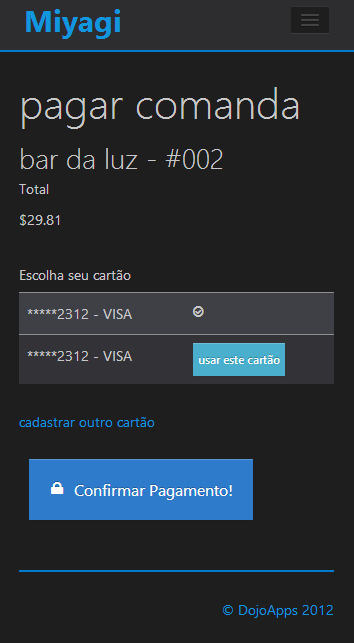 Miyagi
pagar comanda
bar da luz - #002
Total
$29.81
Escolha seu cartão
*****2312 - VISA
*****2312 - VISA usar este cartão
cadastrar outro cartão
Confirmar Pagamento!
© DojoApps 2012